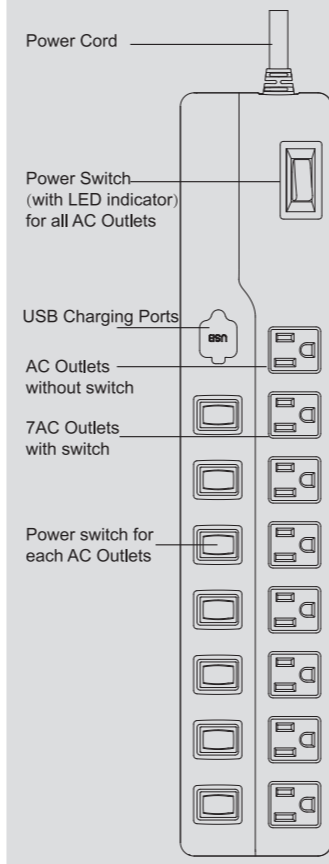 Power Cord
Power Switch
(with LED indicator)
for all AC Outlets
USB Charging Ports
USB
AC Outlets
without switch
7AC Outlets
with switch
Power switch for
each AC Outlets